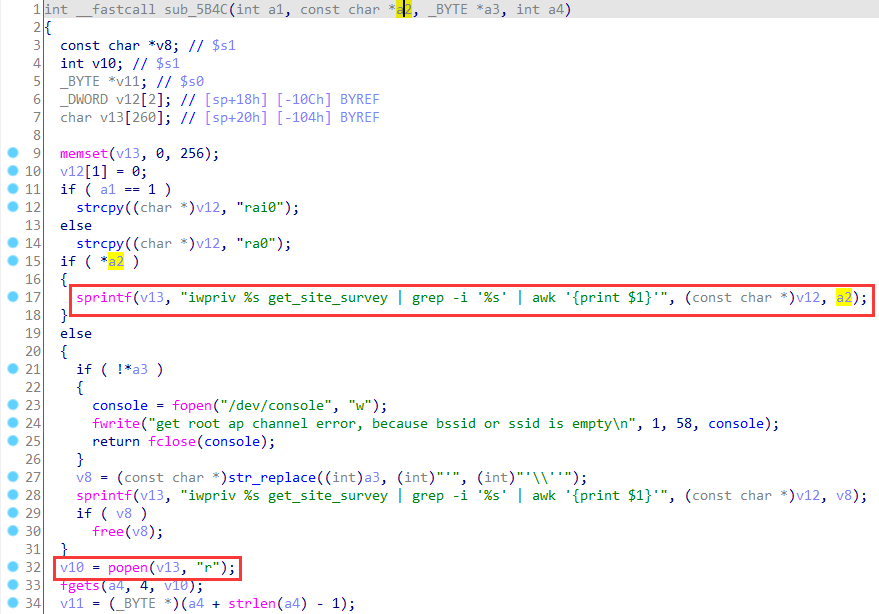 1 int __fastcall sub_5B4C(int a1, const char *a2, _BYTE *a3, int a4)
2 {
3 const char *v8; // $s1
4 int v10; // $s1
5 _BYTE *v11; // $s0
6 _DWORD v12[2]; // [sp+18h] [-10Ch] BYREF
7 char v13[260]; // [sp+20h] [-104h] BYREF
8
9 memset(v13, 0, 256);
10 v12[1] = 0;
11 if ( a1 == 1 )
12 strcpy((char *)v12, "rai0");
13 else
14 strcpy((char *)v12, "ra0");
15 if ( *a2 )
16 {
17 sprintf(v13, "iwpriv %s get_site_survey | grep -i '%s' | awk '{print $1}'", (const char *)v12, a2);
18 }
19 else
20 {
21 if ( !*a3 )
22 {
23 console = fopen("/dev/console", "w");
24 fwrite("get root ap channel error, because bssid or ssid is empty\n", 1, 58, console);
25 return fclose(console);
26 }
27 v8 = (const char *)str_replace((int)a3, (int)"'", (int)"'\\''");
28 sprintf(v13, "iwpriv %s get_site_survey | grep -i '%s' | awk '{print $1}'", (const char *)v12, v8);
29 if ( v8 )
30 free(v8);
31 }
32 v10 = popen(v13, "r");
33 fgets(a4, 4, v10);
34 v11 = (_BYTE *)(a4 + strlen(a4) - 1);